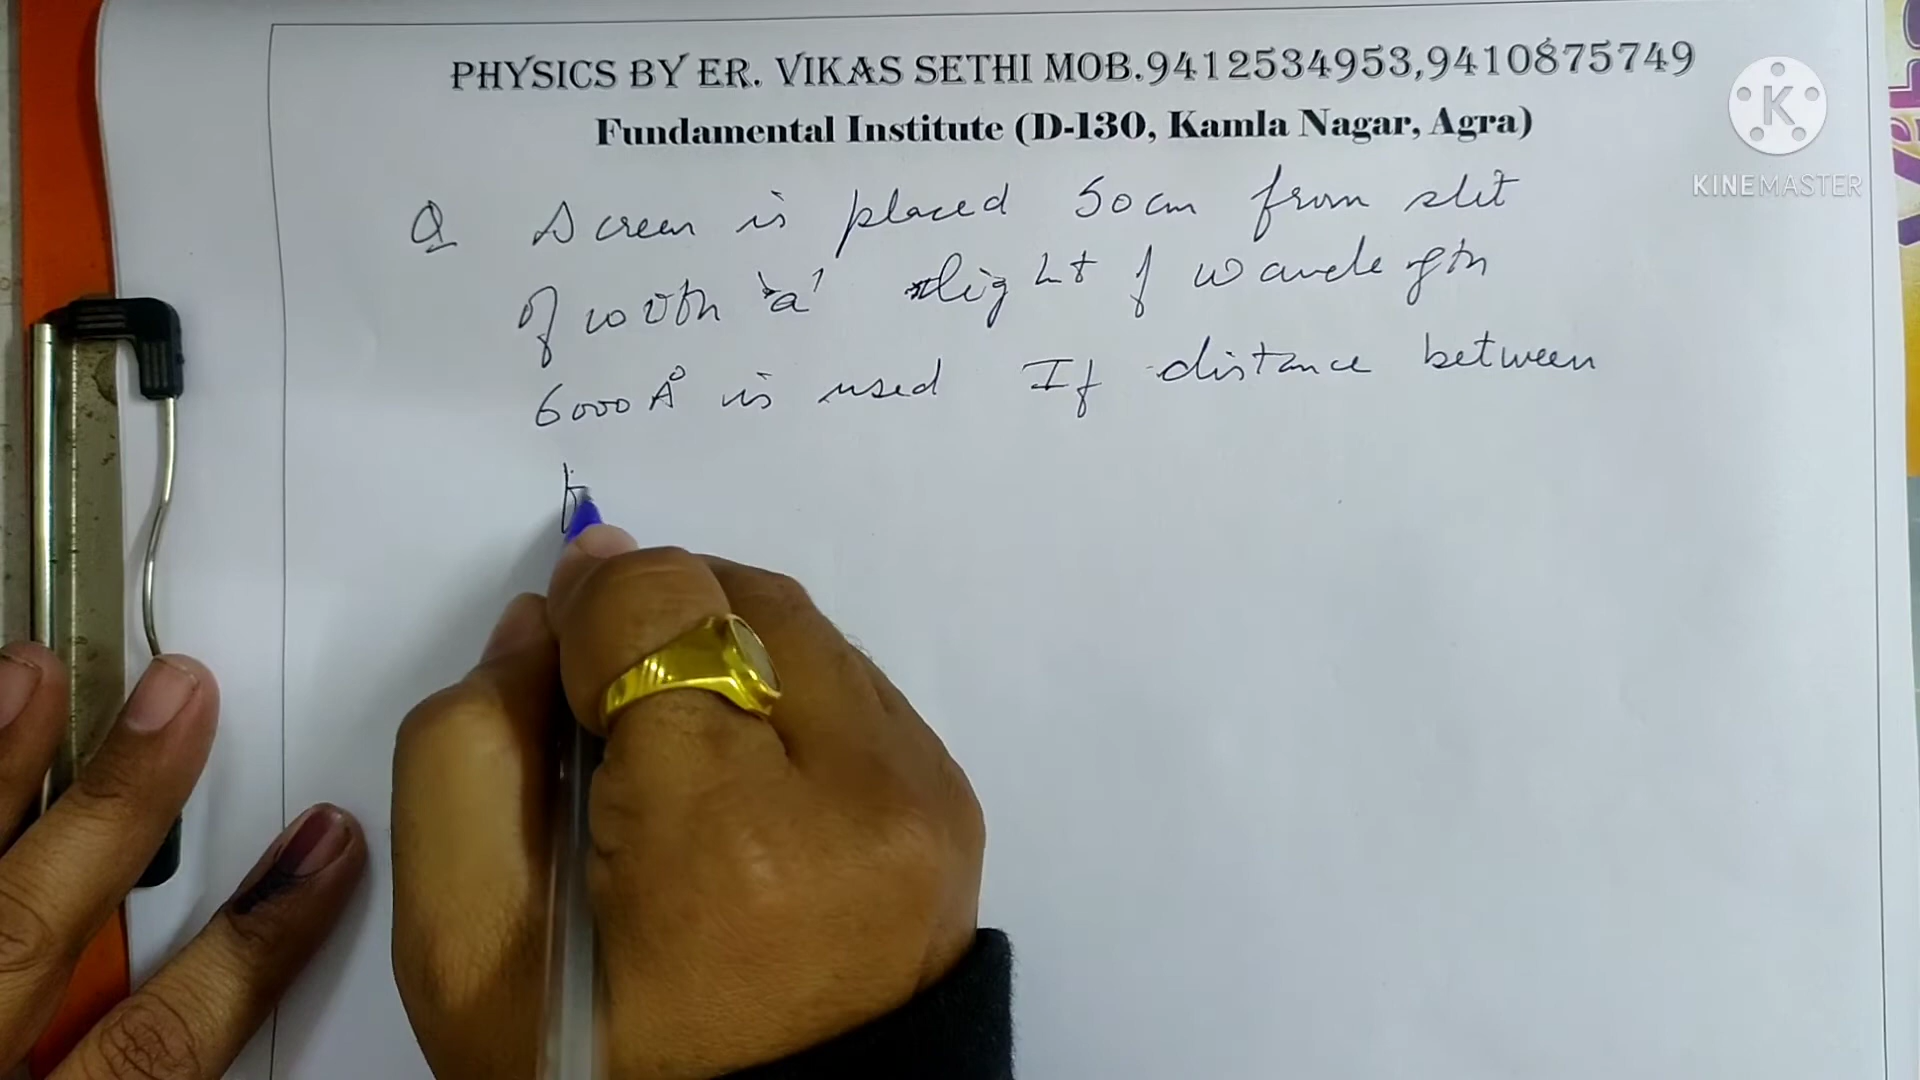 PHYSICS BY ER. VIKAS SETHI MOB.9412534953,9410875749
Fundamental Institute (D-130, Kamla Nagar, Agra)
K
KINEMASTER
Q Screen is placed 50cm from slit
of width 'a' light of wavelength
6000 A° is used If distance between